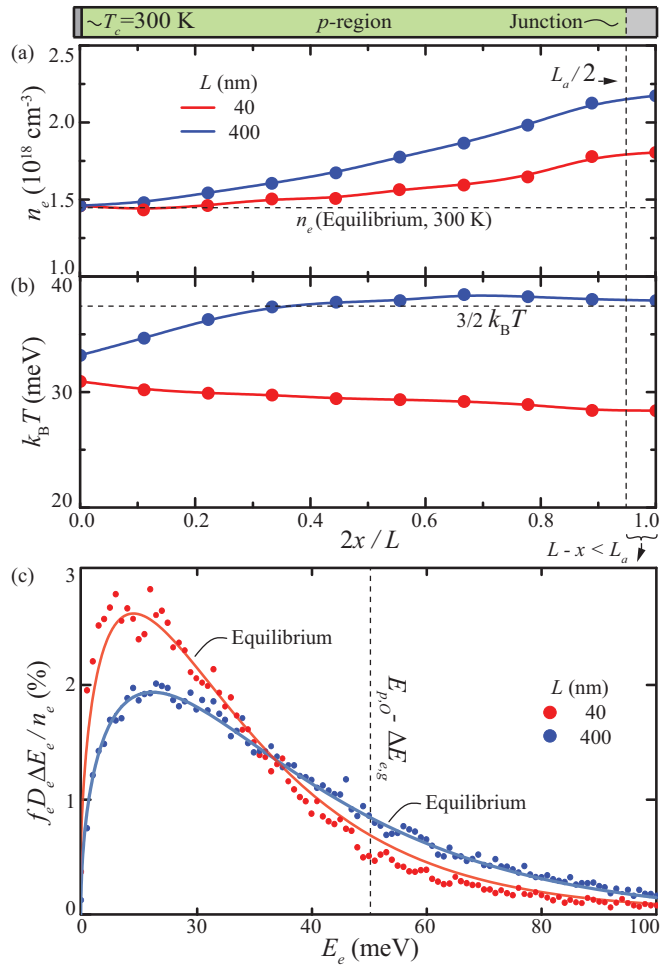 ~T_c=300 K p-region Junction~
(a)
2.5
2.0
1.5
1.0
n_e (10^18 cm^-3)
L (nm)
40
400
L_a/2
n_e (Equilibrium, 300 K)
(b)
40
30
20
k_B T (meV)
3/2 k_B T
0.0 0.2 0.4 0.6 0.8 1.0
2x / L
L - x < L_a
(c)
3
2
1
0
f_e D_e ΔE_e / n_e (%)
Equilibrium
E_p,O - ΔE_e,g
L (nm)
40
400
Equilibrium
0 30 40 60 80 100
E_e (meV)